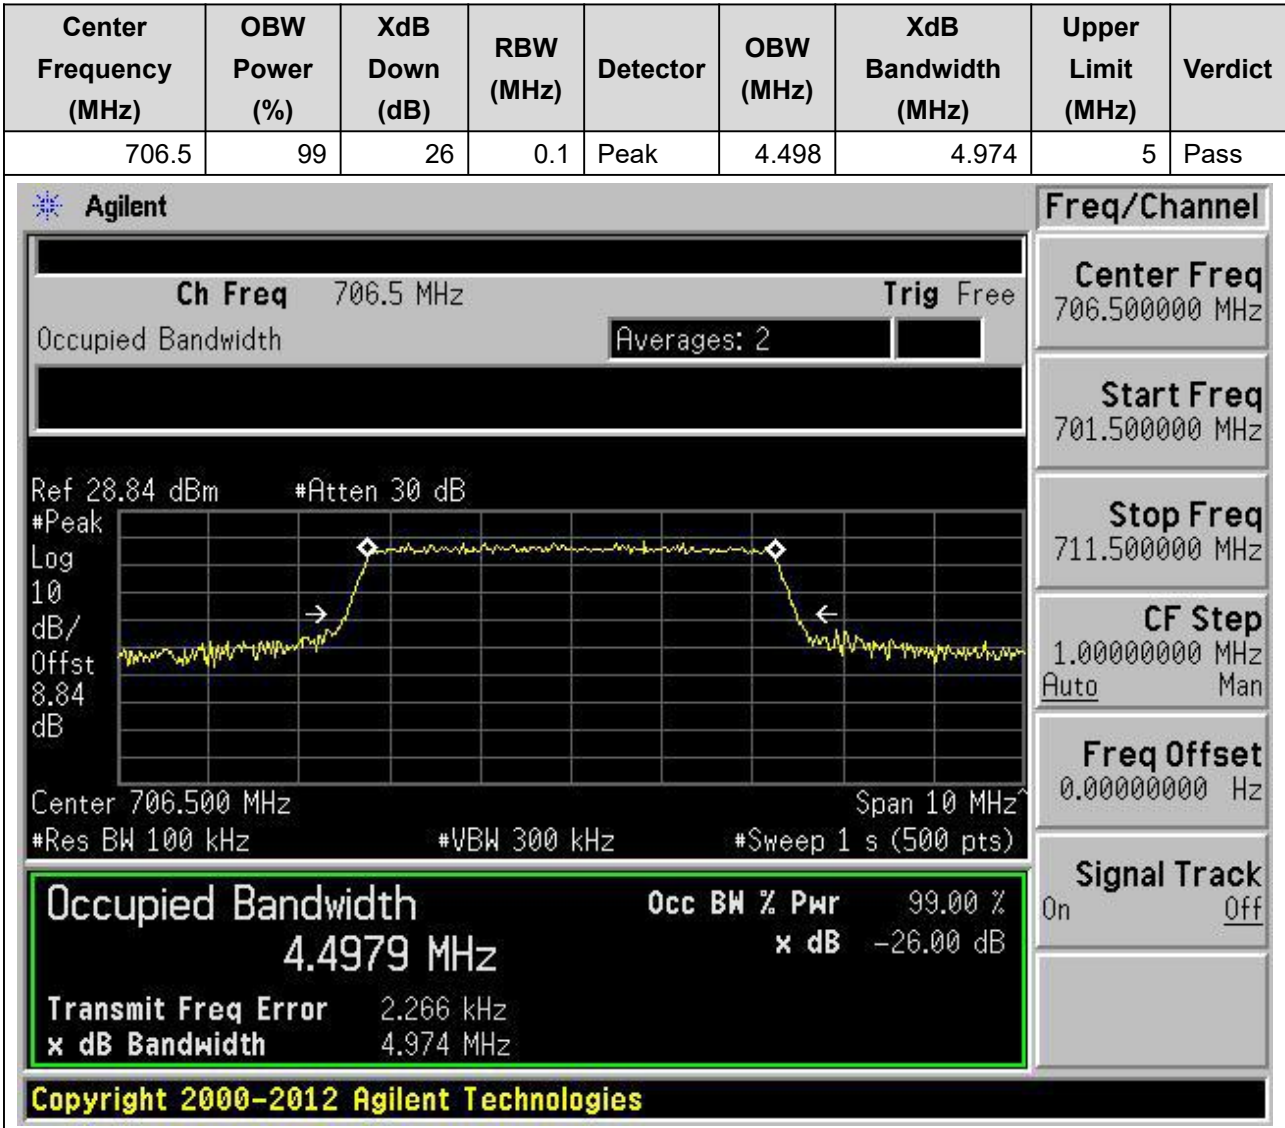 Center Frequency (MHz) OBW Power (%) XdB Down (dB) RBW (MHz) Detector OBW (MHz) XdB Bandwidth (MHz) Upper Limit (MHz) Verdict
706.5 99 26 0.1 Peak 4.498 4.974 5 Pass
Agilent
Freq/Channel
Ch Freq 706.5 MHz Trig Free
Occupied Bandwidth Averages: 2
Center Freq
706.500000 MHz
Start Freq
701.500000 MHz
Stop Freq
711.500000 MHz
CF Step
1.00000000 MHz
Auto Man
Freq Offset
0.00000000 Hz
Signal Track
On Off
Ref 28.84 dBm #Atten 30 dB
#Peak
Log
10
dB/
Offst
8.84
dB
Center 706.500 MHz Span 10 MHz^
#Res BW 100 kHz #VBW 300 kHz #Sweep 1 s (500 pts)
Occupied Bandwidth Occ BW % Pwr 99.00 %
4.4979 MHz x dB -26.00 dB
Transmit Freq Error 2.266 kHz
x dB Bandwidth 4.974 MHz
Copyright 2000-2012 Agilent Technologies